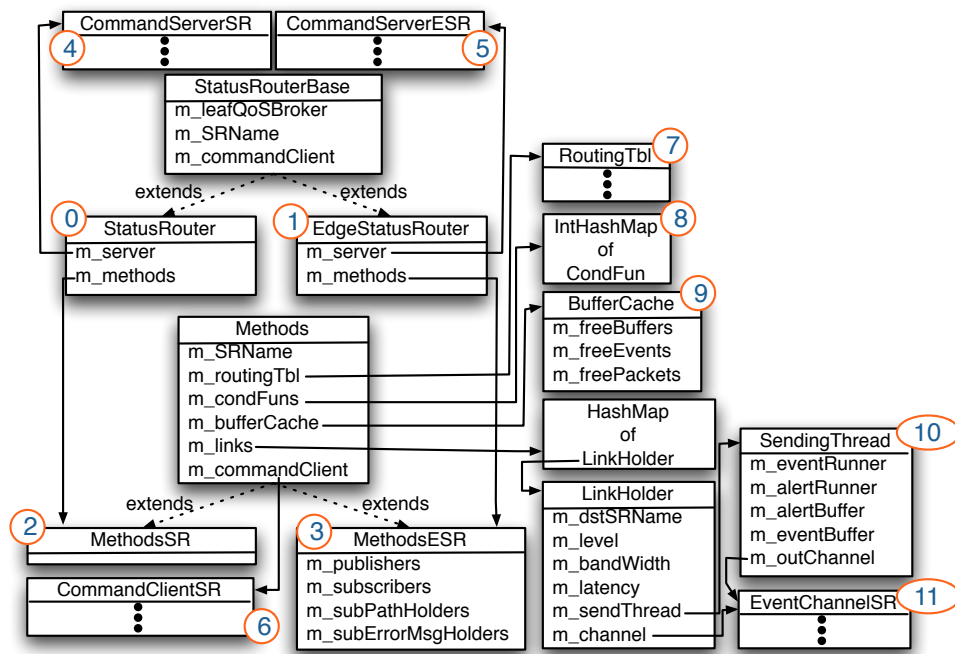 CommandServerSR
4
CommandServerESR
5
StatusRouterBase
m_leafQoSBroker
m_SRName
m_commandClient
extends
extends
0
StatusRouter
m_server
m_methods
1
EdgeStatusRouter
m_server
m_methods
7
RoutingTbl
8
IntHashMap
of
CondFun
9
BufferCache
m_freeBuffers
m_freeEvents
m_freePackets
Methods
m_SRName
m_routingTbl
m_condFuns
m_bufferCache
m_links
m_commandClient
extends
extends
HashMap
of
LinkHolder
10
SendingThread
m_eventRunner
m_alertRunner
m_alertBuffer
m_eventBuffer
m_outChannel
2
MethodsSR
3
MethodsESR
m_publishers
m_subscribers
m_subPathHolders
m_subErrorMsgHolders
LinkHolder
m_dstSRName
m_level
m_bandWidth
m_latency
m_sendThread
m_channel
CommandClientSR
6
11
EventChannelSR